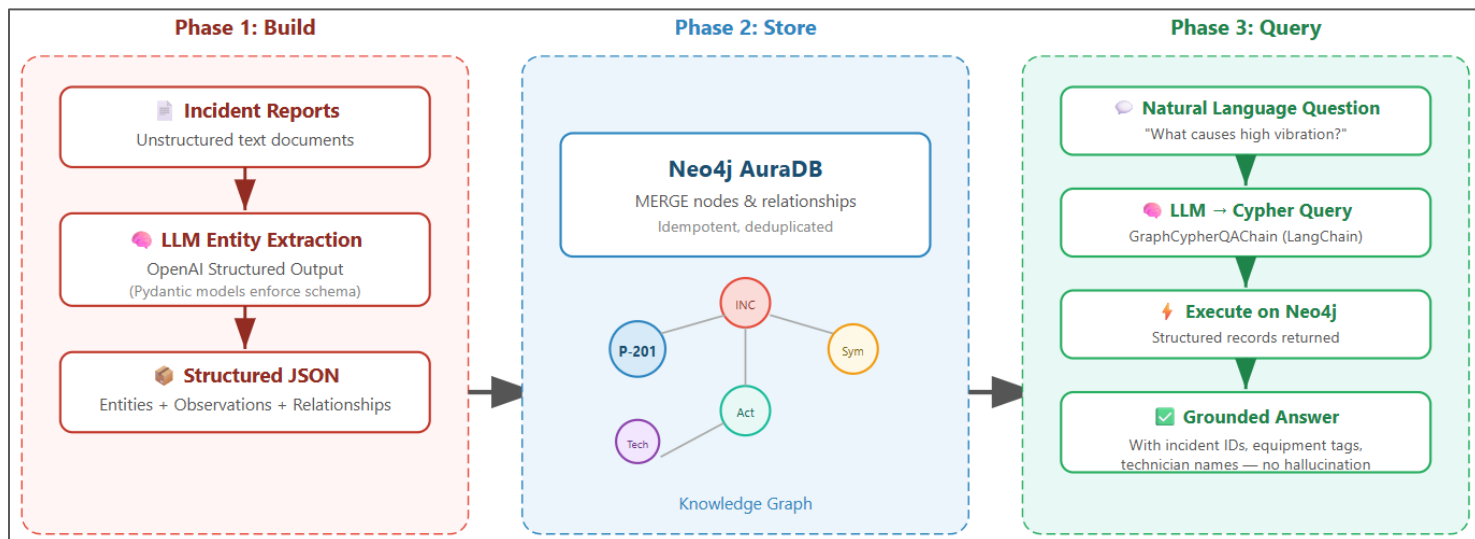 Phase 1: Build
Incident Reports
Unstructured text documents
LLM Entity Extraction
OpenAI Structured Output
(Pydantic models enforce schema)
Structured JSON
Entities + Observations + Relationships
Phase 2: Store
Neo4j AuraDB
MERGE nodes & relationships
Idempotent, deduplicated
INC
P-201
Sym
Act
Tech
Knowledge Graph
Phase 3: Query
Natural Language Question
"What causes high vibration?"
LLM → Cypher Query
GraphCypherQAChain (LangChain)
Execute on Neo4j
Structured records returned
Grounded Answer
With incident IDs, equipment tags,
technician names — no hallucination